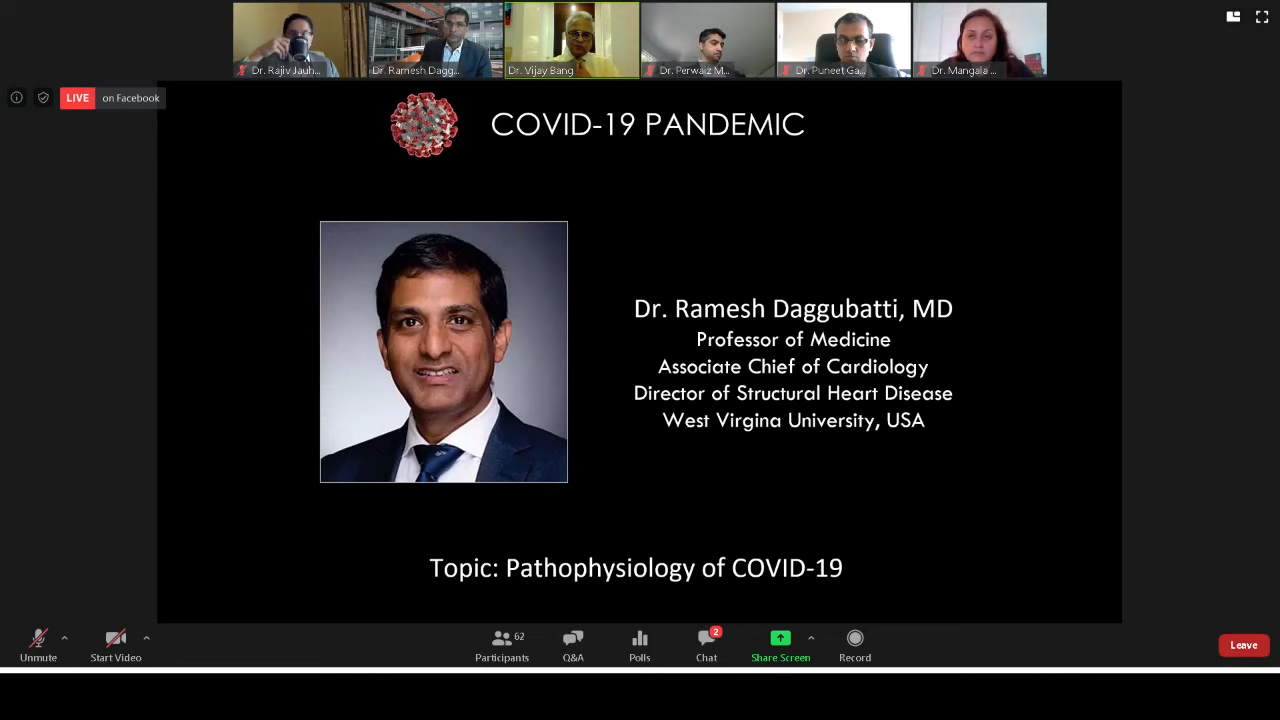 Dr. Rajiv Jauh...
Dr. Ramesh Dagg...
Dr. Vijay Bang
Dr. Perwaiz M...
Dr. Puneet Ga...
Dr. Mangala ...
LIVE on Facebook
COVID-19 PANDEMIC
Dr. Ramesh Daggubatti, MD
Professor of Medicine
Associate Chief of Cardiology
Director of Structural Heart Disease
West Virgina University, USA
Topic: Pathophysiology of COVID-19
62
2
Unmute
Start Video
Participants
Q&A
Polls
Chat
Share Screen
Record
Leave